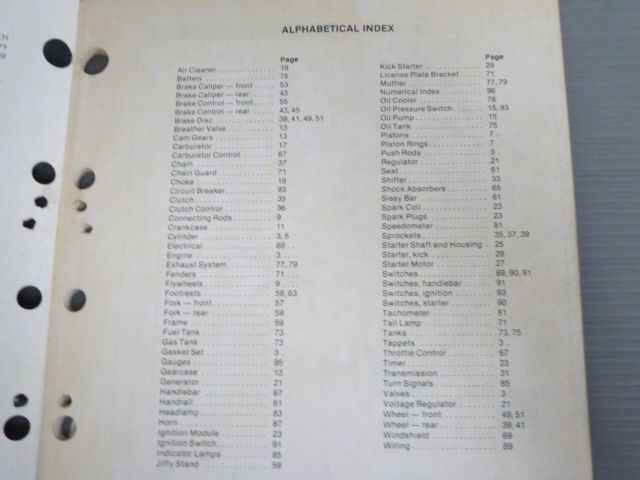 ALPHABETICAL INDEX
Page
Air Cleaner 19
Battery 75
Brake Caliper — front 53
Brake Caliper — rear 43
Brake Control — front 55
Brake Control — rear 43, 45
Brake Disc 39, 41, 49, 51
Breather Valve 13
Cam Gears 13
Carburetor 17
Carburetor Control 67
Chain 37
Chain Guard 71
Choke 19
Circuit Breaker 93
Clutch 35
Clutch Control 36
Connecting Rods 9
Crankcase 11
Cylinder 3, 5
Electrical 89
Engine 3
Exhaust System 77, 79
Fenders 71
Flywheels 9
Footrests 59, 63
Fork — front 57
Fork — rear 59
Frame 59
Fuel Tank 73
Gas Tank 73
Gasket Set 3
Gauges 95
Gearcase 13
Generator 21
Handlebar 67
Handrail 61
Headlamp 83
Horn 87
Ignition Module 23
Ignition Switch 91
Indicator Lamps 85
Jiffy Stand 59
Page
Kick Starter 29
License Plate Bracket 71
Muffler 77, 79
Numerical Index 96
Oil Cooler 76
Oil Pressure Switch 15, 93
Oil Pump 15
Oil Tank 75
Pistons 7
Piston Rings 7
Push Rods 3
Regulator 21
Seat 61
Shifter 33
Shock Absorbers 65
Sissy Bar 61
Spark Coil 23
Spark Plugs 23
Speedometer 81
Sprockets 35, 37, 39
Starter Shaft and Housing 25
Starter, kick 29
Starter Motor 27
Switches 89, 90, 91
Switches, handlebar 91
Switches, ignition 93
Switches, starter 90
Tachometer 81
Tail Lamp 71
Tanks 73, 75
Tappets 3
Throttle Control 67
Timer 23
Transmission 31
Turn Signals 85
Valves 3
Voltage Regulator 21
Wheel — front 49, 51
Wheel — rear 39, 41
Windshield 69
Wiring 89